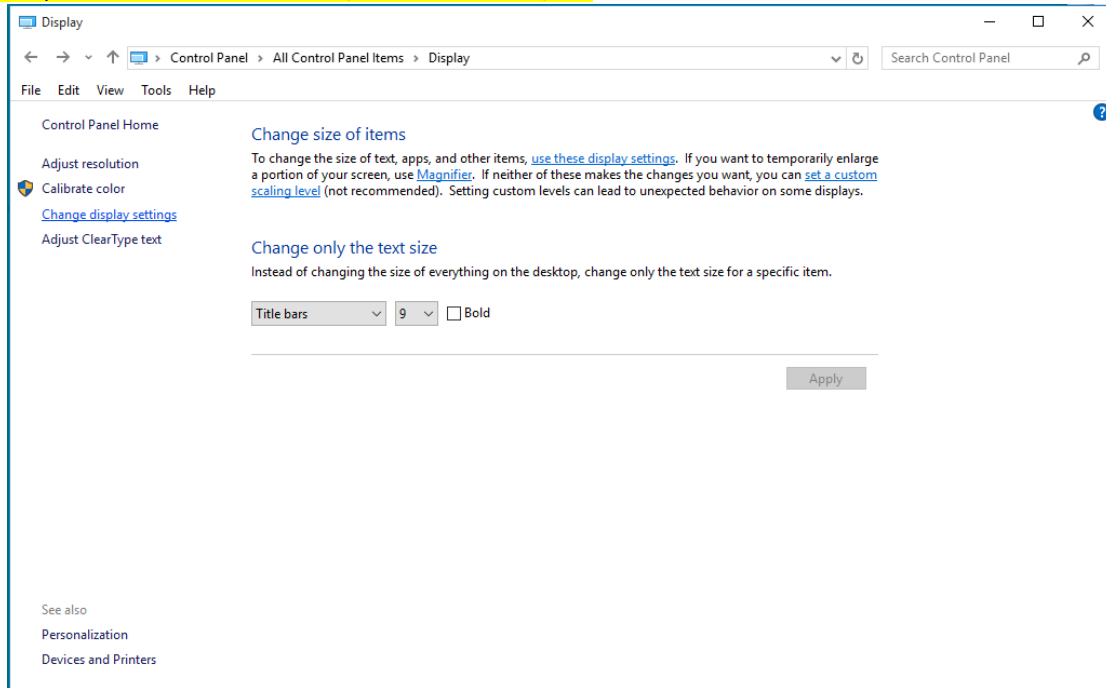 Display
Control Panel > All Control Panel Items > Display
Search Control Panel
File Edit View Tools Help
Control Panel Home
Adjust resolution
Calibrate color
Change display settings
Adjust ClearType text
Change size of items
To change the size of text, apps, and other items, use these display settings. If you want to temporarily enlarge
a portion of your screen, use Magnifier. If neither of these makes the changes you want, you can set a custom
scaling level (not recommended). Setting custom levels can lead to unexpected behavior on some displays.
Change only the text size
Instead of changing the size of everything on the desktop, change only the text size for a specific item.
Title bars 9 Bold
Apply
See also
Personalization
Devices and Printers